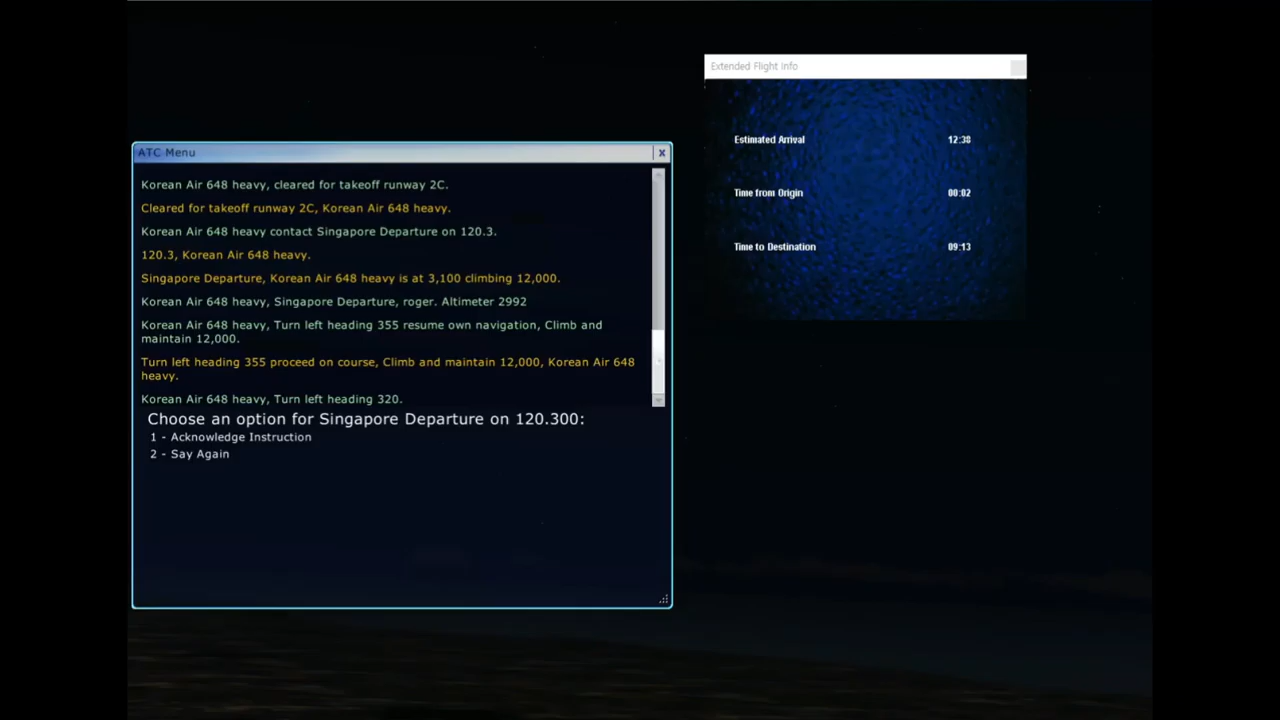 Extended Flight Info
Estimated Arrival 12:38
Time from Origin 00:02
Time to Destination 09:13
ATC Menu x
Korean Air 648 heavy, cleared for takeoff runway 2C.
Cleared for takeoff runway 2C, Korean Air 648 heavy.
Korean Air 648 heavy contact Singapore Departure on 120.3.
120.3, Korean Air 648 heavy.
Singapore Departure, Korean Air 648 heavy is at 3,100 climbing 12,000.
Korean Air 648 heavy, Singapore Departure, roger. Altimeter 2992
Korean Air 648 heavy, Turn left heading 355 resume own navigation, Climb and
maintain 12,000.
Turn left heading 355 proceed on course, Climb and maintain 12,000, Korean Air 648
heavy.
Korean Air 648 heavy, Turn left heading 320.
Choose an option for Singapore Departure on 120.300:
1 - Acknowledge Instruction
2 - Say Again